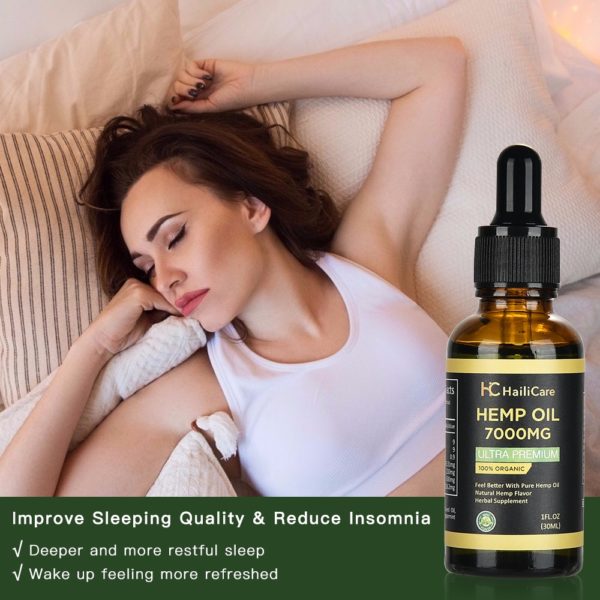 HC HailiCare
HEMP OIL
7000MG
ULTRA PREMIUM
100% ORGANIC
Feel Better With Pure Hemp Oil
Natural Hemp Flavor
Herbal Supplement
1FL.OZ
(30ML)
Improve Sleeping Quality & Reduce Insomnia
√ Deeper and more restful sleep
√ Wake up feeling more refreshed